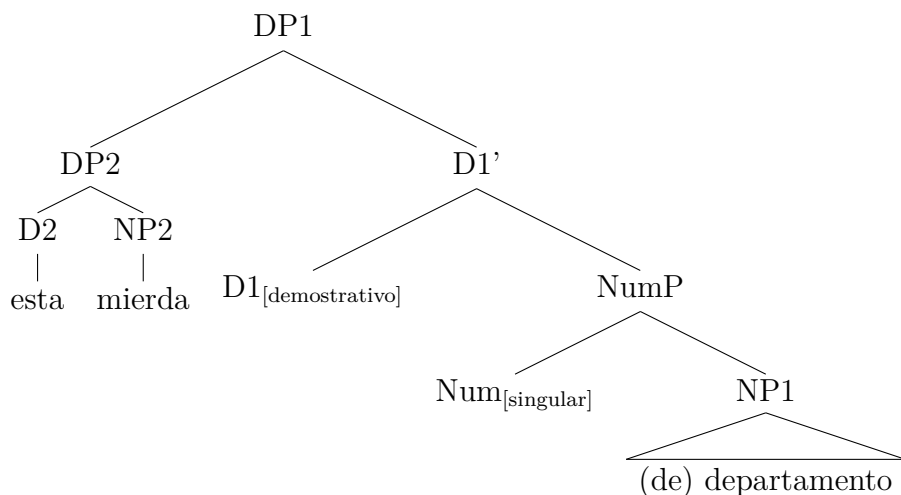 DP1
DP2 D1’
D2 NP2
D1[demostrativo] NumP
esta mierda
Num[singular] NP1
(de) departamento